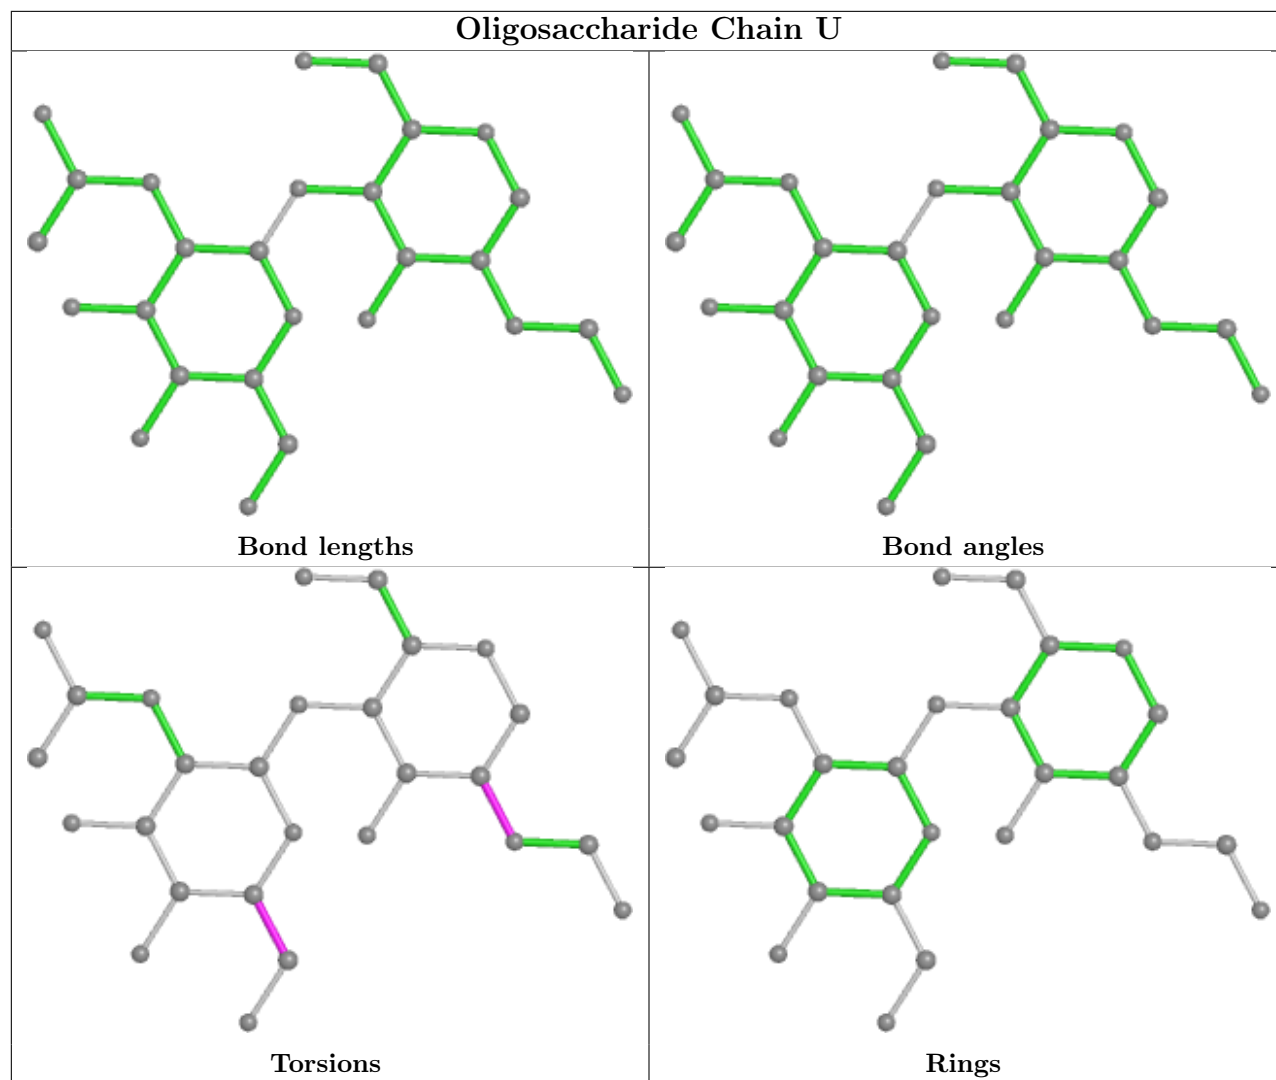 Oligosaccharide Chain U
Bond lengths
Bond angles
Torsions
Rings